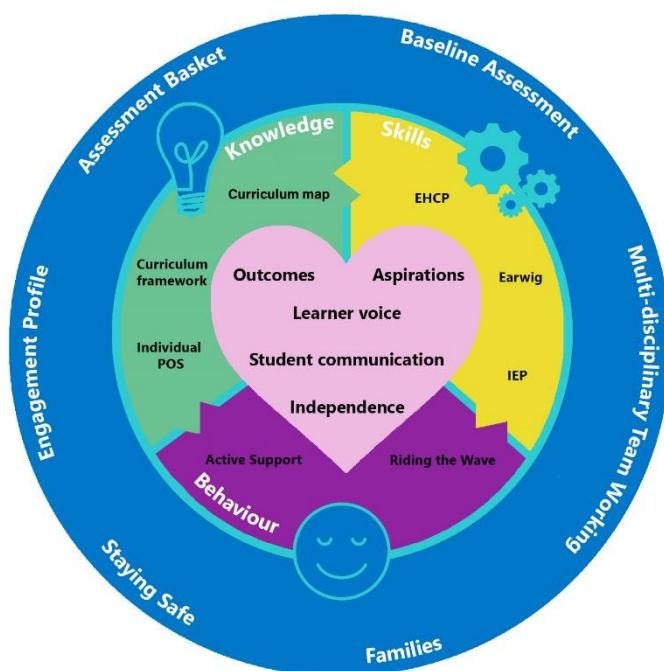 Assessment Basket
Baseline Assessment
Engagement Profile
Multi-disciplinary Team Working
Staying Safe
Families
Knowledge
Curriculum map
Curriculum
framework
Individual
POS
Skills
EHCP
Earwig
IEP
Behaviour
Active Support
Riding the Wave
Outcomes
Aspirations
Learner voice
Student communication
Independence